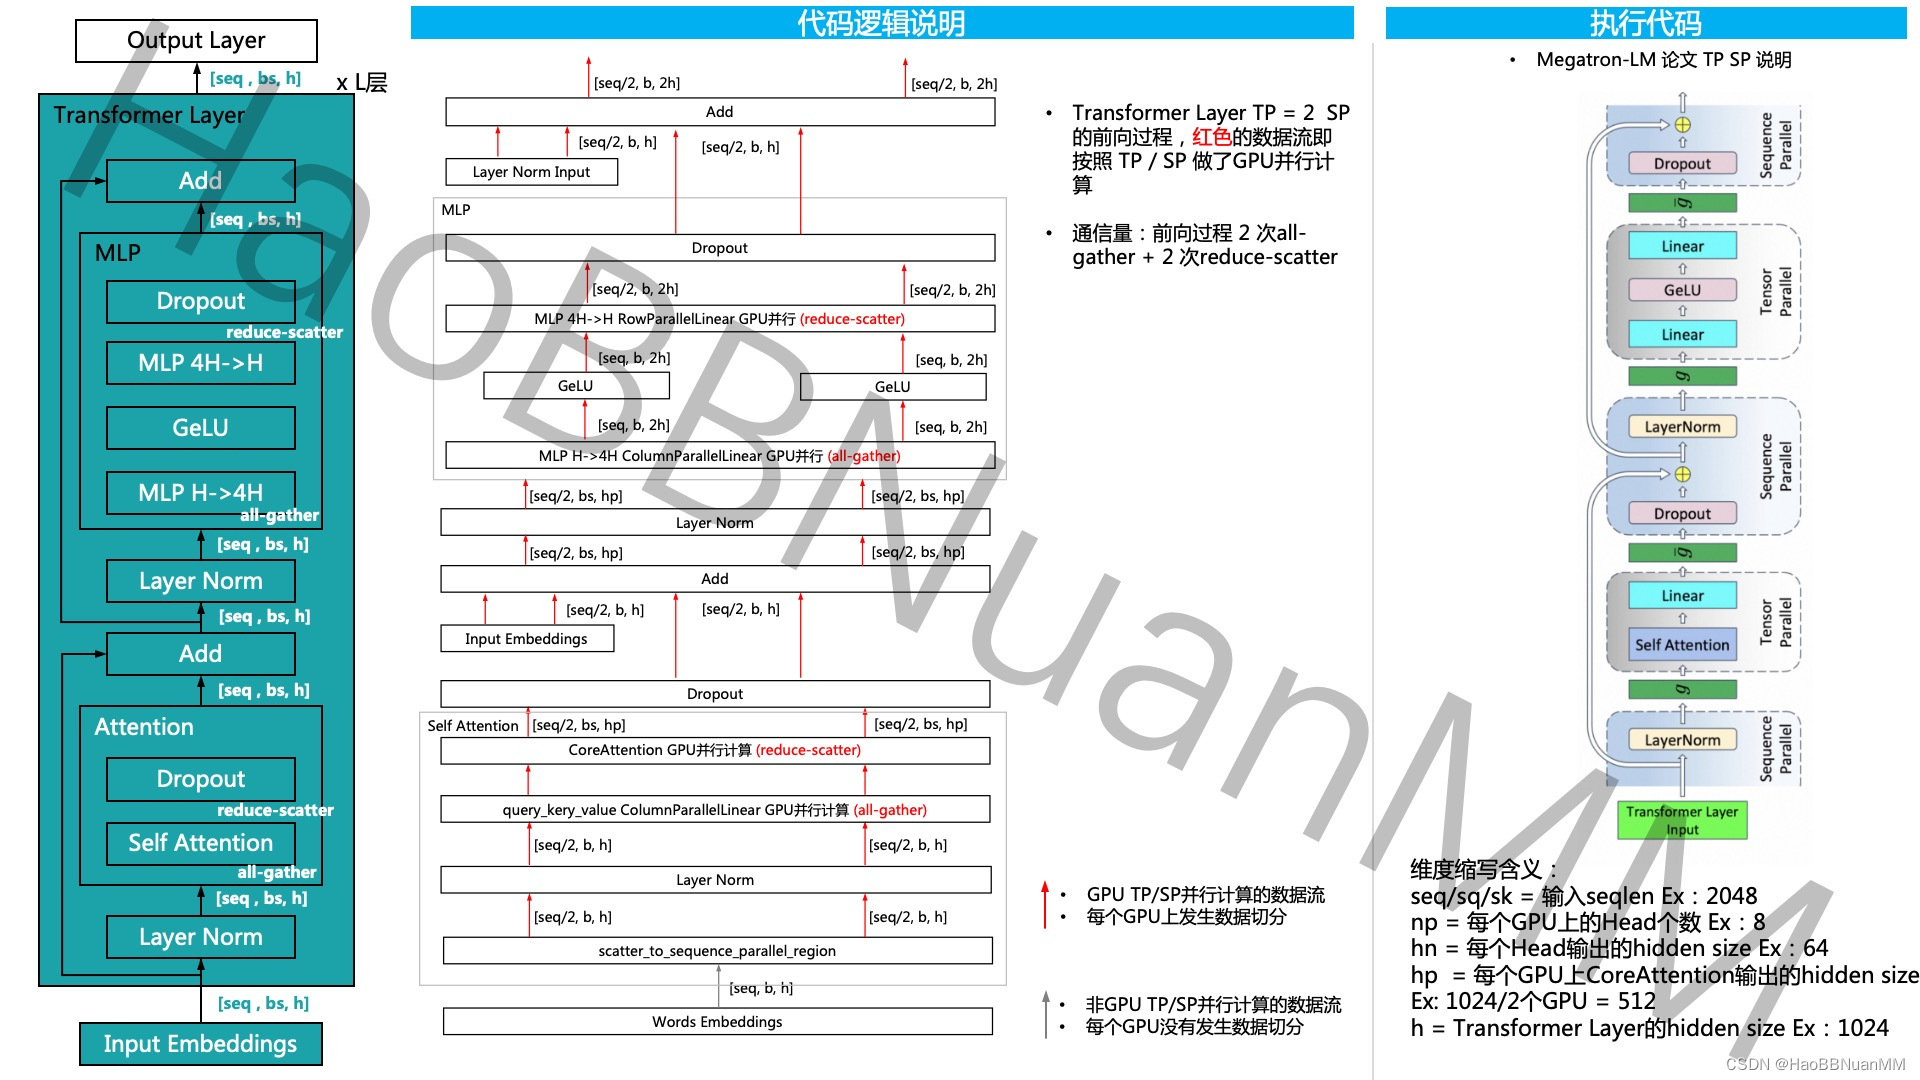 Output Layer
[seq , bs, h]
x L层
Transformer Layer
Add
[seq , bs, h]
MLP
Dropout
reduce-scatter
MLP 4H->H
GeLU
MLP H->4H
all-gather
[seq , bs, h]
Layer Norm
[seq , bs, h]
Add
[seq , bs, h]
Attention
Dropout
reduce-scatter
Self Attention
all-gather
[seq , bs, h]
Layer Norm
[seq , bs, h]
Input Embeddings
代码逻辑说明
[seq/2, b, 2h]
[seq/2, b, 2h]
Add
[seq/2, b, h]
[seq/2, b, h]
Layer Norm Input
MLP
Dropout
[seq/2, b, 2h]
[seq/2, b, 2h]
MLP 4H->H RowParallelLinear GPU并行 (reduce-scatter)
[seq, b, 2h]
[seq, b, 2h]
GeLU
GeLU
[seq, b, 2h]
[seq, b, 2h]
MLP H->4H ColumnParallelLinear GPU并行 (all-gather)
[seq/2, bs, hp]
[seq/2, bs, hp]
Layer Norm
[seq/2, bs, hp]
[seq/2, bs, hp]
Add
[seq/2, b, h]
[seq/2, b, h]
Input Embeddings
Dropout
Self Attention
[seq/2, bs, hp]
[seq/2, bs, hp]
CoreAttention GPU并行计算 (reduce-scatter)
query_kery_value ColumnParallelLinear GPU并行计算 (all-gather)
[seq/2, b, h]
[seq/2, b, h]
Layer Norm
[seq/2, b, h]
[seq/2, b, h]
scatter_to_sequence_parallel_region
[seq, b, h]
Words Embeddings
• Transformer Layer TP = 2 SP
的前向过程，红色的数据流即
按照 TP / SP 做了GPU并行计
算
• 通信量：前向过程 2 次all-
gather + 2 次reduce-scatter
• GPU TP/SP并行计算的数据流
• 每个GPU上发生数据切分
• 非GPU TP/SP并行计算的数据流
• 每个GPU没有发生数据切分
执行代码
• Megatron-LM 论文 TP SP 说明
Sequence
Parallel
Dropout
g̅
Linear
GeLU
Linear
Tensor
Parallel
g
LayerNorm
Dropout
Sequence
Parallel
g̅
Linear
Self Attention
Tensor
Parallel
g
LayerNorm
Sequence
Parallel
Transformer Layer
Input
维度缩写含义：
seq/sq/sk = 输入seqlen Ex：2048
np = 每个GPU上的Head个数 Ex：8
hn = 每个Head输出的hidden size Ex：64
hp = 每个GPU上CoreAttention输出的hidden size
Ex: 1024/2个GPU = 512
h = Transformer Layer的hidden size Ex：1024
HaoBBNuanMM
CSDN @HaoBBNuanMM